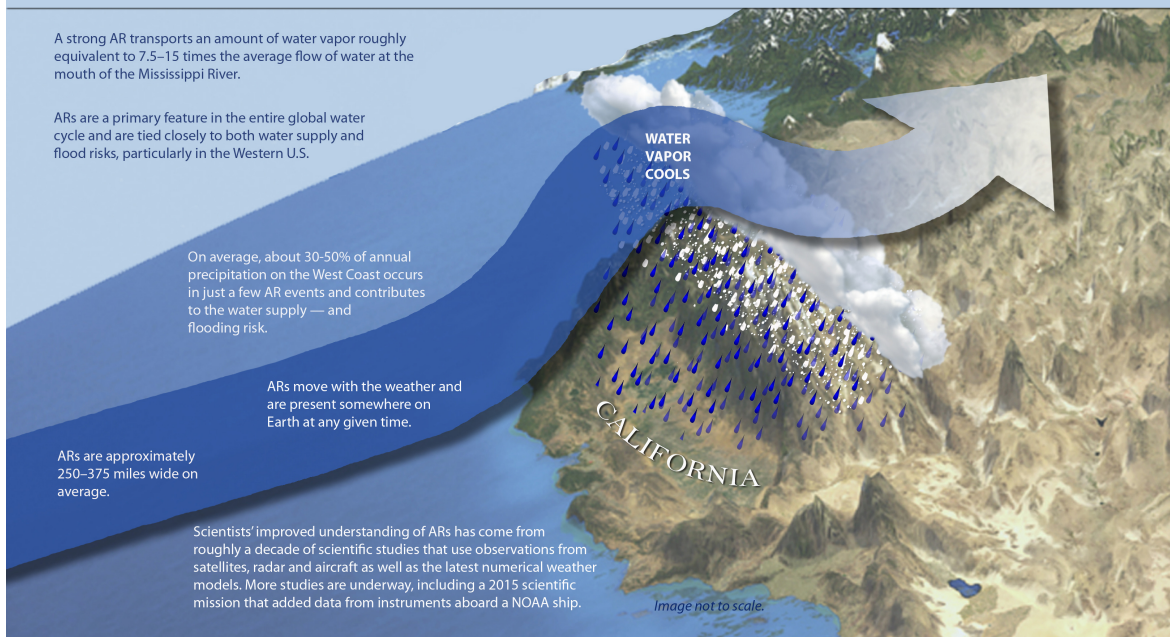 A strong AR transports an amount of water vapor roughly
equivalent to 7.5–15 times the average flow of water at the
mouth of the Mississippi River.
ARs are a primary feature in the entire global water
cycle and are tied closely to both water supply and
flood risks, particularly in the Western U.S.
WATER
VAPOR
COOLS
On average, about 30-50% of annual
precipitation on the West Coast occurs
in just a few AR events and contributes
to the water supply — and
flooding risk.
ARs move with the weather and
are present somewhere on
Earth at any given time.
CALIFORNIA
ARs are approximately
250–375 miles wide on
average.
Scientists’ improved understanding of ARs has come from
roughly a decade of scientific studies that use observations from
satellites, radar and aircraft as well as the latest numerical weather
models. More studies are underway, including a 2015 scientific
mission that added data from instruments aboard a NOAA ship.
Image not to scale.